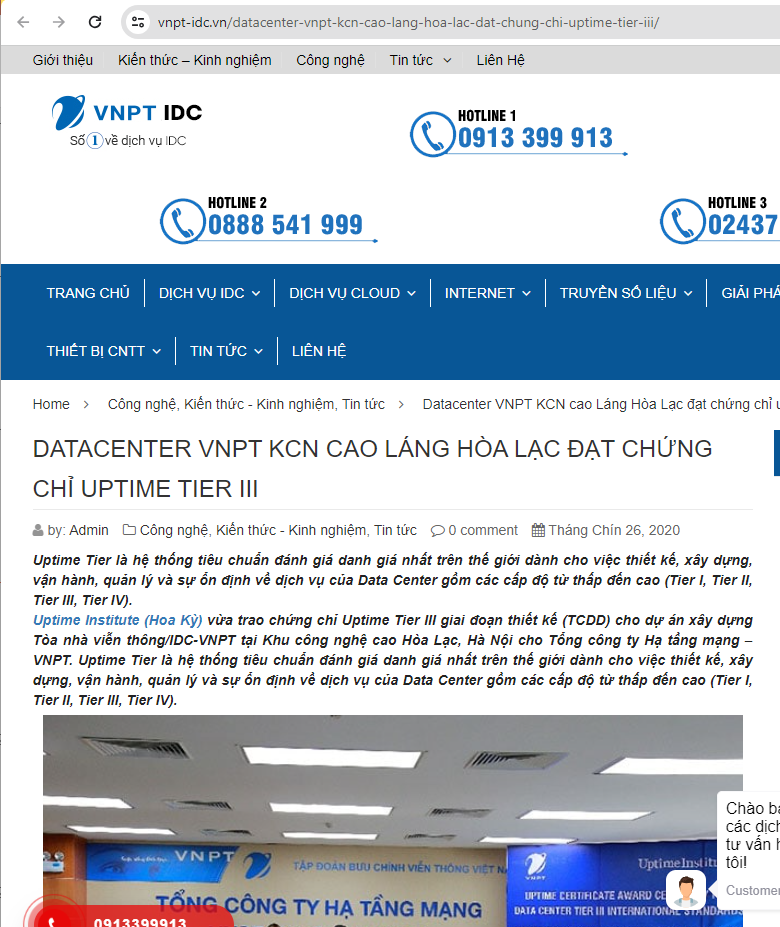 vnpt-idc.vn/datacenter-vnpt-kcn-cao-lang-hoa-lac-dat-chung-chi-uptime-tier-iii/
Giới thiệu Kiến thức – Kinh nghiệm Công nghệ Tin tức Liên Hệ
VNPT IDC
Số 1 về dịch vụ IDC
HOTLINE 1
0913 399 913
HOTLINE 2
0888 541 999
HOTLINE 3
02437
TRANG CHỦ DỊCH VỤ IDC DỊCH VỤ CLOUD INTERNET TRUYỀN SỐ LIỆU GIẢI PHÁ
THIẾT BỊ CNTT TIN TỨC LIÊN HỆ
Home > Công nghệ, Kiến thức - Kinh nghiệm, Tin tức > Datacenter VNPT KCN cao Láng Hòa Lạc đạt chứng chỉ u
DATACENTER VNPT KCN CAO LÁNG HÒA LẠC ĐẠT CHỨNG
CHỈ UPTIME TIER III
by: Admin Công nghệ, Kiến thức - Kinh nghiệm, Tin tức 0 comment Tháng Chín 26, 2020
Uptime Tier là hệ thống tiêu chuẩn đánh giá danh giá nhất trên thế giới dành cho việc thiết kế, xây dựng,
vận hành, quản lý và sự ổn định về dịch vụ của Data Center gồm các cấp độ từ thấp đến cao (Tier I, Tier II,
Tier III, Tier IV).
Uptime Institute (Hoa Kỳ) vừa trao chứng chỉ Uptime Tier III giai đoạn thiết kế (TCDD) cho dự án xây dựng
Tòa nhà viễn thông/IDC-VNPT tại Khu công nghệ cao Hòa Lạc, Hà Nội cho Tổng công ty Hạ tầng mạng –
VNPT. Uptime Tier là hệ thống tiêu chuẩn đánh giá danh giá nhất trên thế giới dành cho việc thiết kế, xây
dựng, vận hành, quản lý và sự ổn định về dịch vụ của Data Center gồm các cấp độ từ thấp đến cao (Tier I,
Tier II, Tier III, Tier IV).
VNPT
TẬP ĐOÀN BƯU CHÍNH VIỄN THÔNG VIỆT NA
TỔNG CÔNG TY HẠ TẦNG MẠNG
VNPT
UptimeInstitu
UPTIME CERTIFICATE AWARD CE
DATA CENTER TIER III INTERNATIONAL STANDARDS
Chào bạ
các dịc
tư vấn h
tôi!
Customer
0913399913